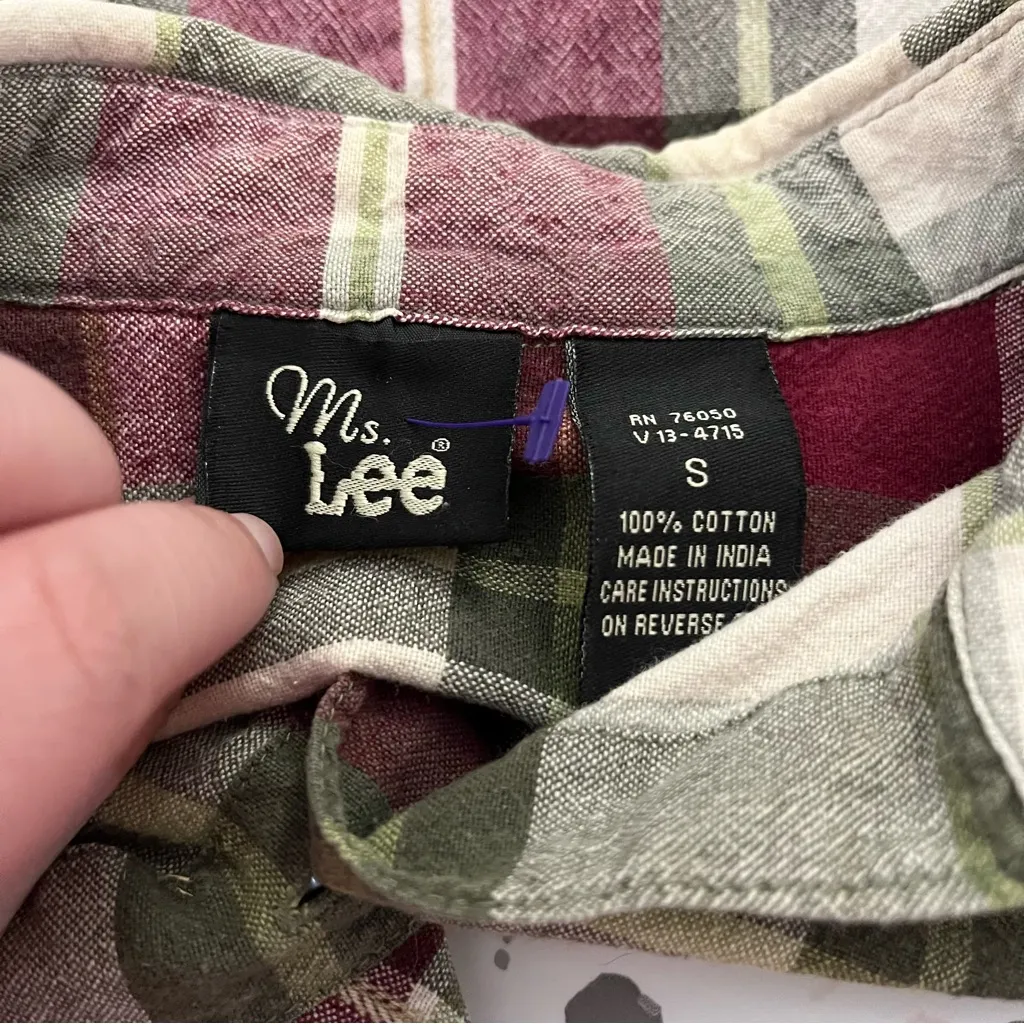 Ms.
Lee®
RN 76050
V 13-4715
S
100% COTTON
MADE IN INDIA
CARE INSTRUCTIONS
ON REVERSE